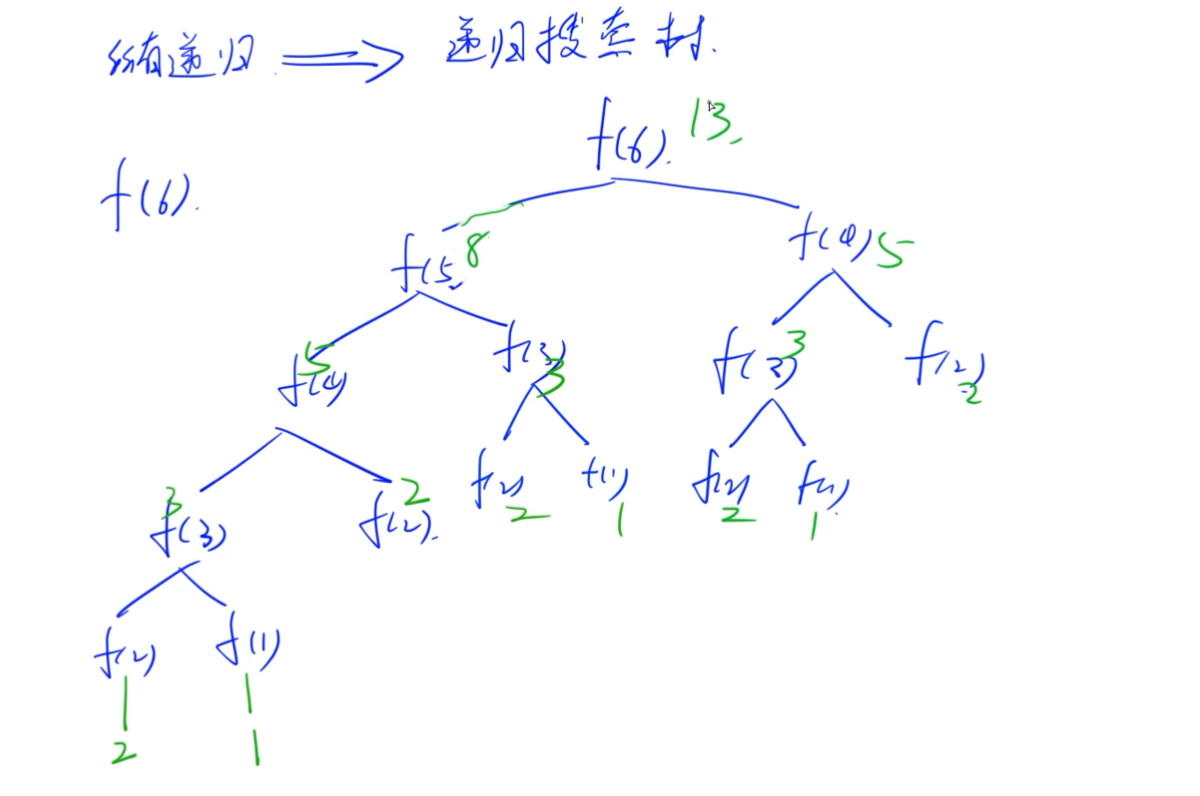 所有递归 ⟹ 递归搜索树.
f(6). 13.
f(6).
f(5) 8 f(4) 5
5 f(3) f(3) 3 f(2)
f(4) 3 2
3 2 f(2) f(1) f(2) f(1)
f(3) f(2). 2 1 2 1
f(2) f(1)
2 1